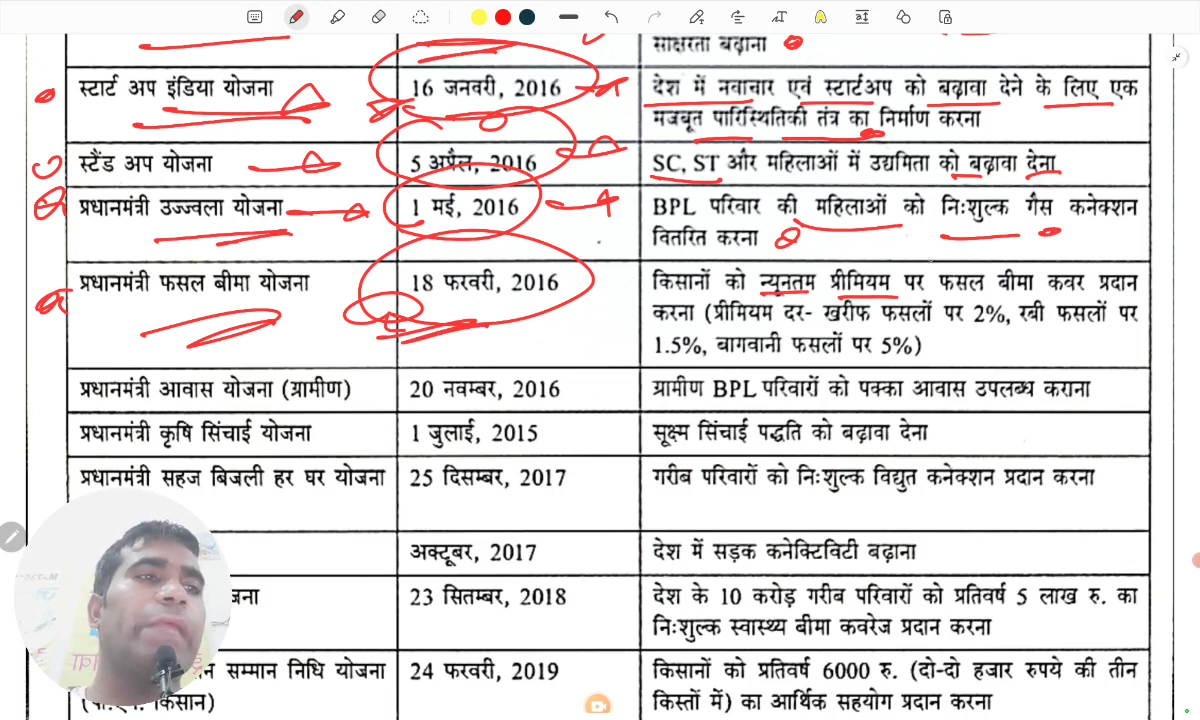 साक्षरता बढ़ाना
स्टार्ट अप इंडिया योजना
16 जनवरी, 2016
देश में नवाचार एवं स्टार्टअप को बढ़ावा देने के लिए एक
मजबूत पारिस्थितिकी तंत्र का निर्माण करना
स्टैंड अप योजना
5 अप्रैल, 2016
SC, ST और महिलाओं में उद्यमिता को बढ़ावा देना
प्रधानमंत्री उज्ज्वला योजना
1 मई, 2016
BPL परिवार की महिलाओं को निःशुल्क गैस कनेक्शन
वितरित करना
प्रधानमंत्री फसल बीमा योजना
18 फरवरी, 2016
किसानों को न्यूनतम प्रीमियम पर फसल बीमा कवर प्रदान
करना (प्रीमियम दर- खरीफ फसलों पर 2%, रबी फसलों पर
1.5%, बागवानी फसलों पर 5%)
प्रधानमंत्री आवास योजना (ग्रामीण)
20 नवम्बर, 2016
ग्रामीण BPL परिवारों को पक्का आवास उपलब्ध कराना
प्रधानमंत्री कृषि सिंचाई योजना
1 जुलाई, 2015
सूक्ष्म सिंचाई पद्धति को बढ़ावा देना
प्रधानमंत्री सहज बिजली हर घर योजना
25 दिसम्बर, 2017
गरीब परिवारों को निःशुल्क विद्युत कनेक्शन प्रदान करना
अक्टूबर, 2017
देश में सड़क कनेक्टिविटी बढ़ाना
23 सितम्बर, 2018
देश के 10 करोड़ गरीब परिवारों को प्रतिवर्ष 5 लाख रु. का
निःशुल्क स्वास्थ्य बीमा कवरेज प्रदान करना
सम्मान निधि योजना
किसान)
24 फरवरी, 2019
किसानों को प्रतिवर्ष 6000 रु. (दो-दो हजार रुपये की तीन
किस्तों में) का आर्थिक सहयोग प्रदान करना